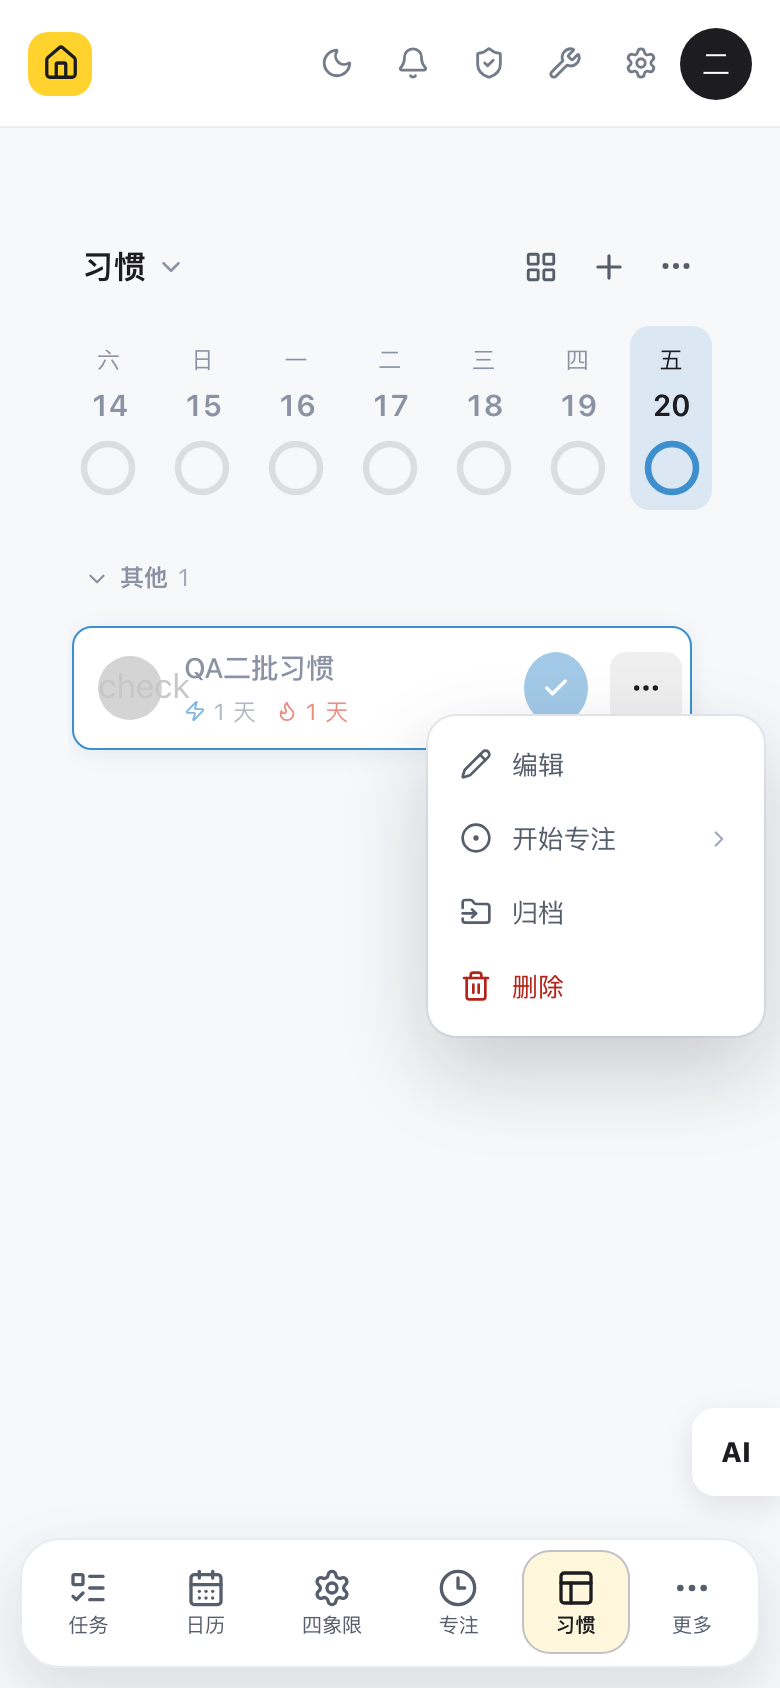 二
习惯
六 日 一 二 三 四 五
14 15 16 17 18 19 20
其他 1
check
QA二批习惯
1 天 1 天
编辑
开始专注
归档
删除
AI
任务 日历 四象限 专注 习惯 更多